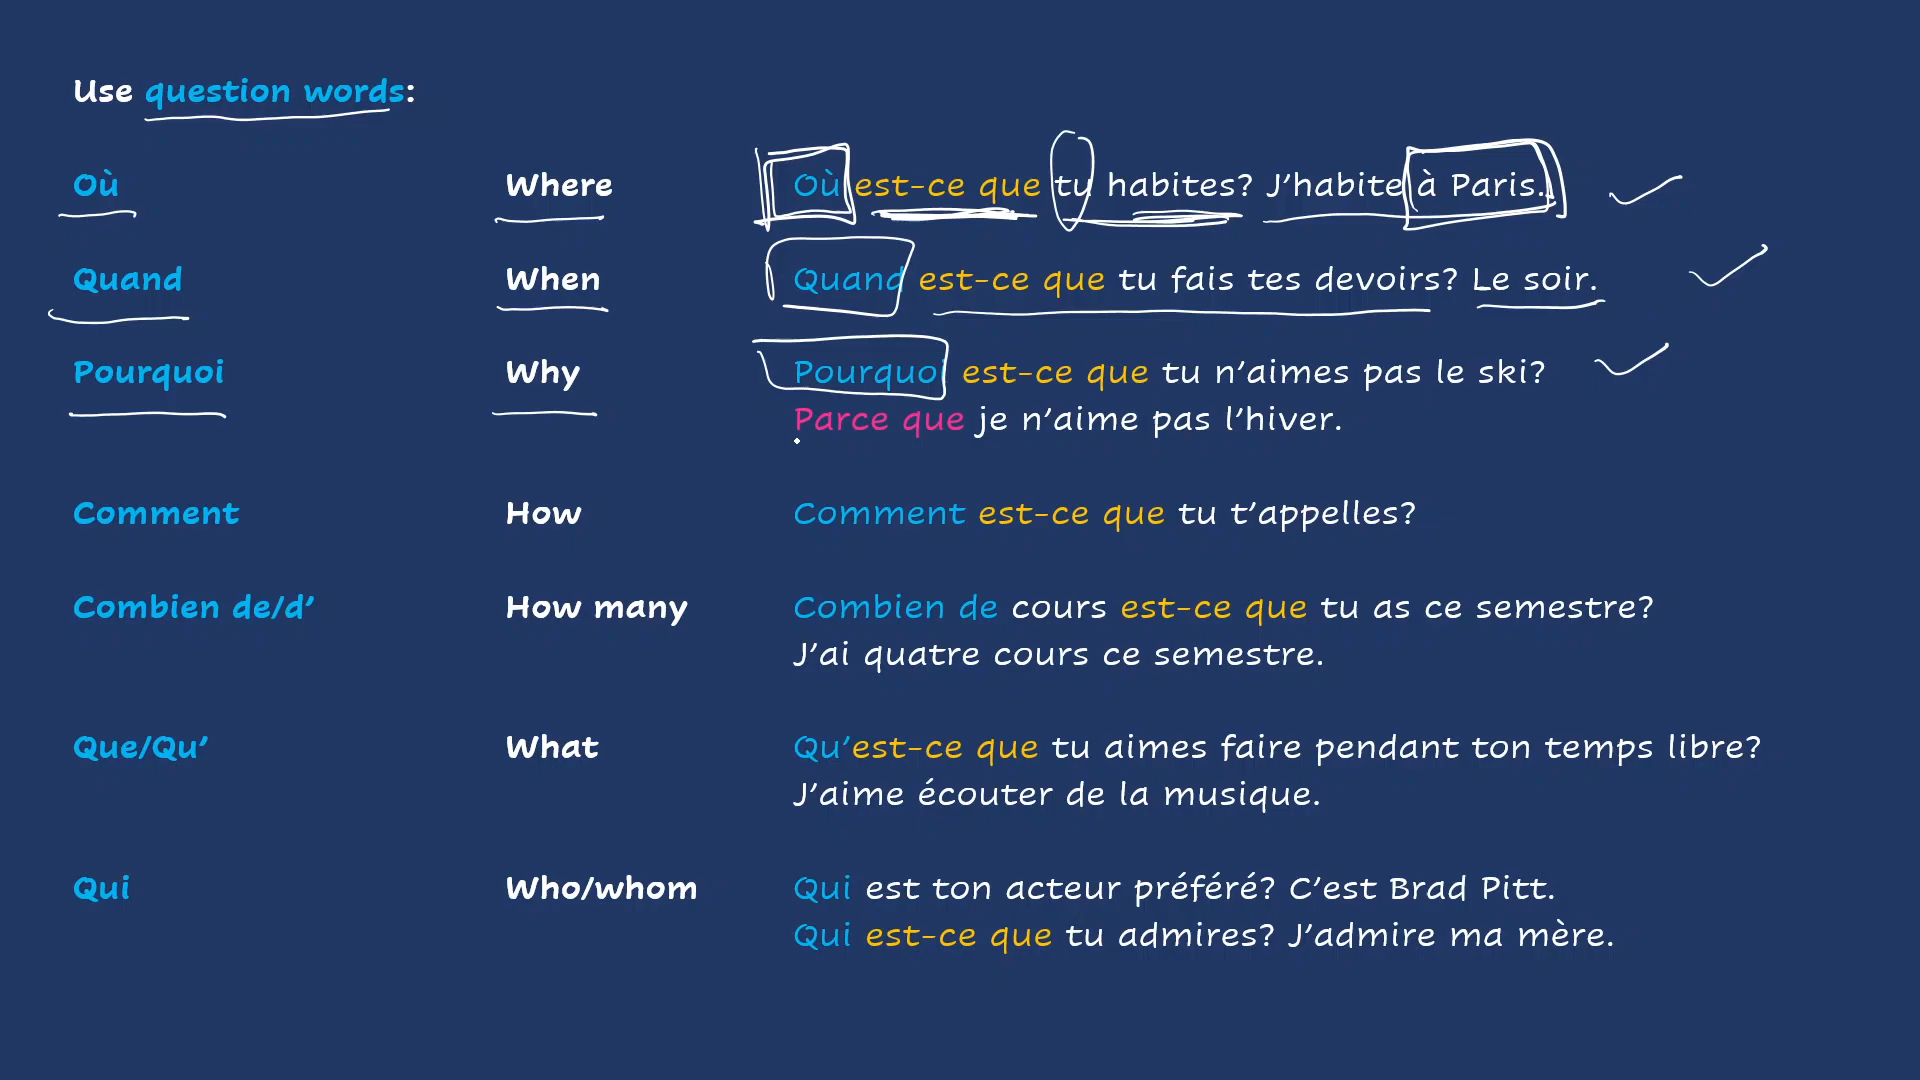 Use question words:
Où Where Où est-ce que tu habites? J’habite à Paris.
Quand When Quand est-ce que tu fais tes devoirs? Le soir.
Pourquoi Why Pourquoi est-ce que tu n’aimes pas le ski?
Parce que je n’aime pas l’hiver.
Comment How Comment est-ce que tu t’appelles?
Combien de/d’ How many Combien de cours est-ce que tu as ce semestre?
J’ai quatre cours ce semestre.
Que/Qu’ What Qu’est-ce que tu aimes faire pendant ton temps libre?
J’aime écouter de la musique.
Qui Who/whom Qui est ton acteur préféré? C’est Brad Pitt.
Qui est-ce que tu admires? J’admire ma mère.